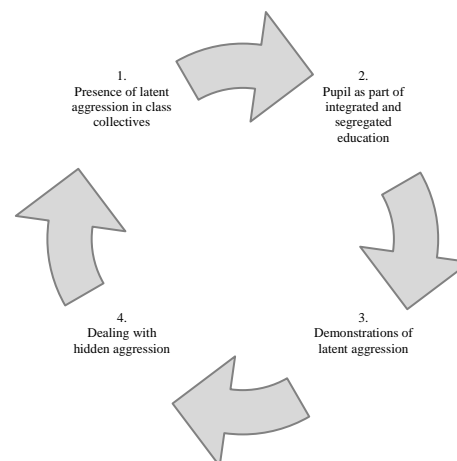 1.
Presence of latent
aggression in class
collectives
2.
Pupil as part of
integrated and
segregated
education
3.
Demonstrations of
latent aggression
4.
Dealing with
hidden aggression